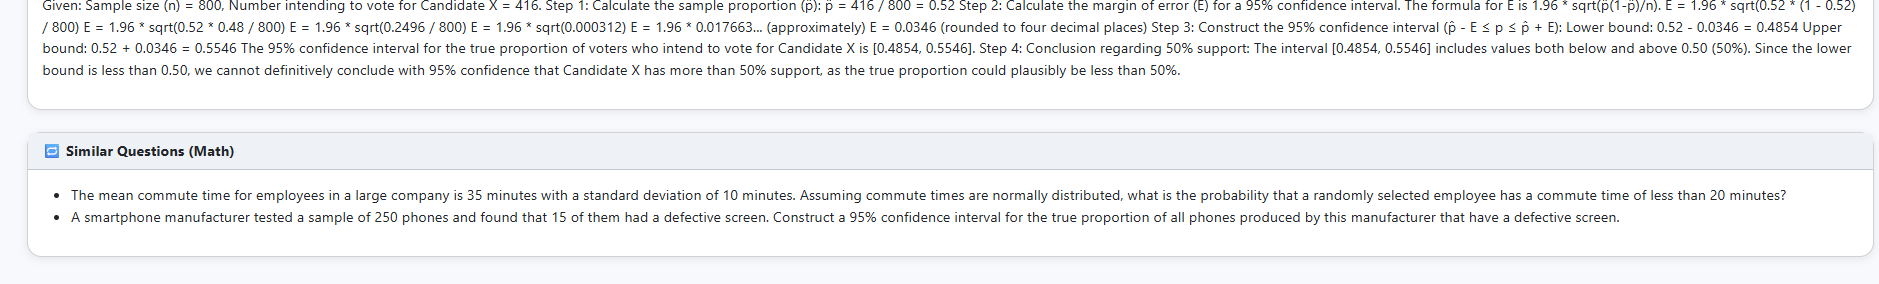 Given: Sample size (n) = 800, Number intending to vote for Candidate X = 416. Step 1: Calculate the sample proportion (p̂): p̂ = 416 / 800 = 0.52 Step 2: Calculate the margin of error (E) for a 95% confidence interval. The formula for E is 1.96 * sqrt(p̂(1-p̂)/n). E = 1.96 * sqrt(0.52 * (1 - 0.52)
/ 800) E = 1.96 * sqrt(0.52 * 0.48 / 800) E = 1.96 * sqrt(0.2496 / 800) E = 1.96 * sqrt(0.000312) E = 1.96 * 0.017663... (approximately) E = 0.0346 (rounded to four decimal places) Step 3: Construct the 95% confidence interval (p̂ - E ≤ p ≤ p̂ + E): Lower bound: 0.52 - 0.0346 = 0.4854 Upper
bound: 0.52 + 0.0346 = 0.5546 The 95% confidence interval for the true proportion of voters who intend to vote for Candidate X is [0.4854, 0.5546]. Step 4: Conclusion regarding 50% support: The interval [0.4854, 0.5546] includes values both below and above 0.50 (50%). Since the lower
bound is less than 0.50, we cannot definitively conclude with 95% confidence that Candidate X has more than 50% support, as the true proportion could plausibly be less than 50%.
Similar Questions (Math)
• The mean commute time for employees in a large company is 35 minutes with a standard deviation of 10 minutes. Assuming commute times are normally distributed, what is the probability that a randomly selected employee has a commute time of less than 20 minutes?
• A smartphone manufacturer tested a sample of 250 phones and found that 15 of them had a defective screen. Construct a 95% confidence interval for the true proportion of all phones produced by this manufacturer that have a defective screen.